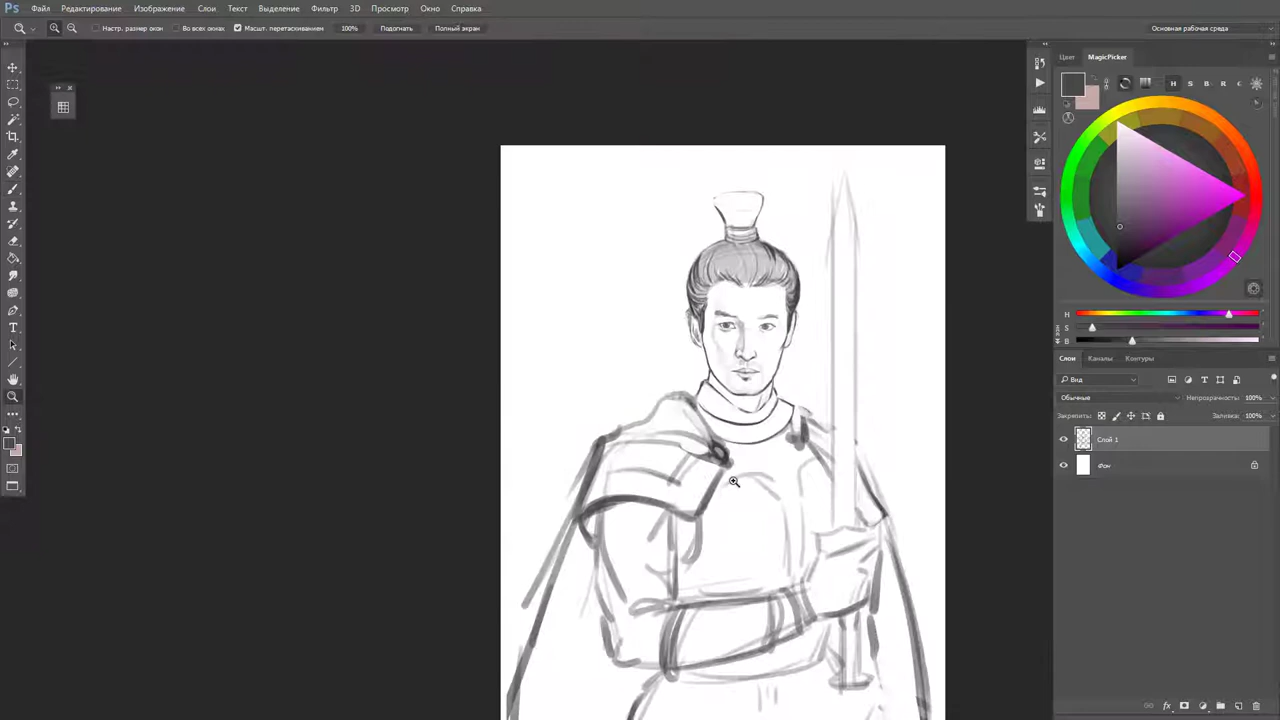 Ps Файл Редактирование Изображение Слои Текст Выделение Фильтр 3D Просмотр Окно Справка
Настр. размер окон Во всех окнах Масшт. перетаскиванием 100% Подогнать Полный экран Основная рабочая среда
Цвет MagicPicker
H S B R C
H
S
B
Слои Каналы Контуры
Вид
Обычные Непрозрачность: 100%
Закрепить: Заливка: 100%
Слой 1
Фон
fx